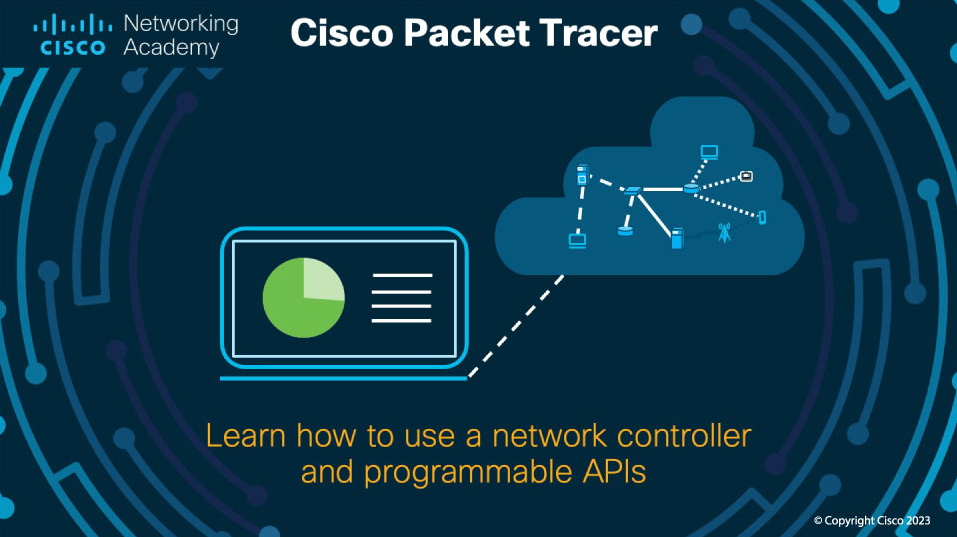 CISCO
Networking
Academy
Cisco Packet Tracer
Learn how to use a network controller
and programmable APIs
© Copyright Cisco 2023